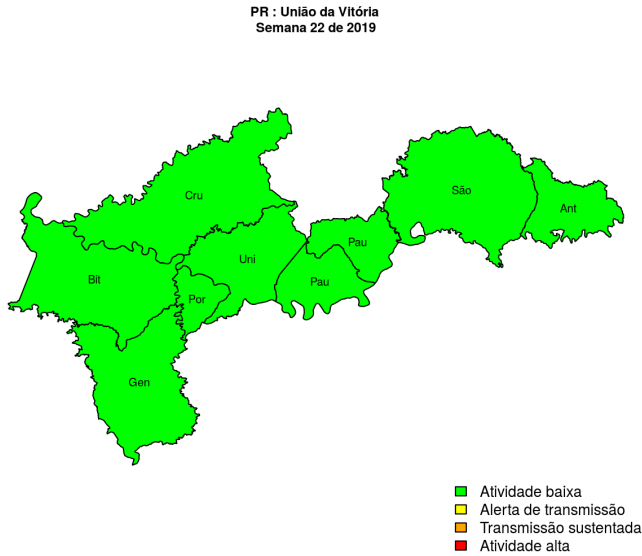 PR : União da Vitória
Semana 22 de 2019
Cru
São
Ant
Pau
Uni
Bit
Pau
Por
Gen
Atividade baixa
Alerta de transmissão
Transmissão sustentada
Atividade alta